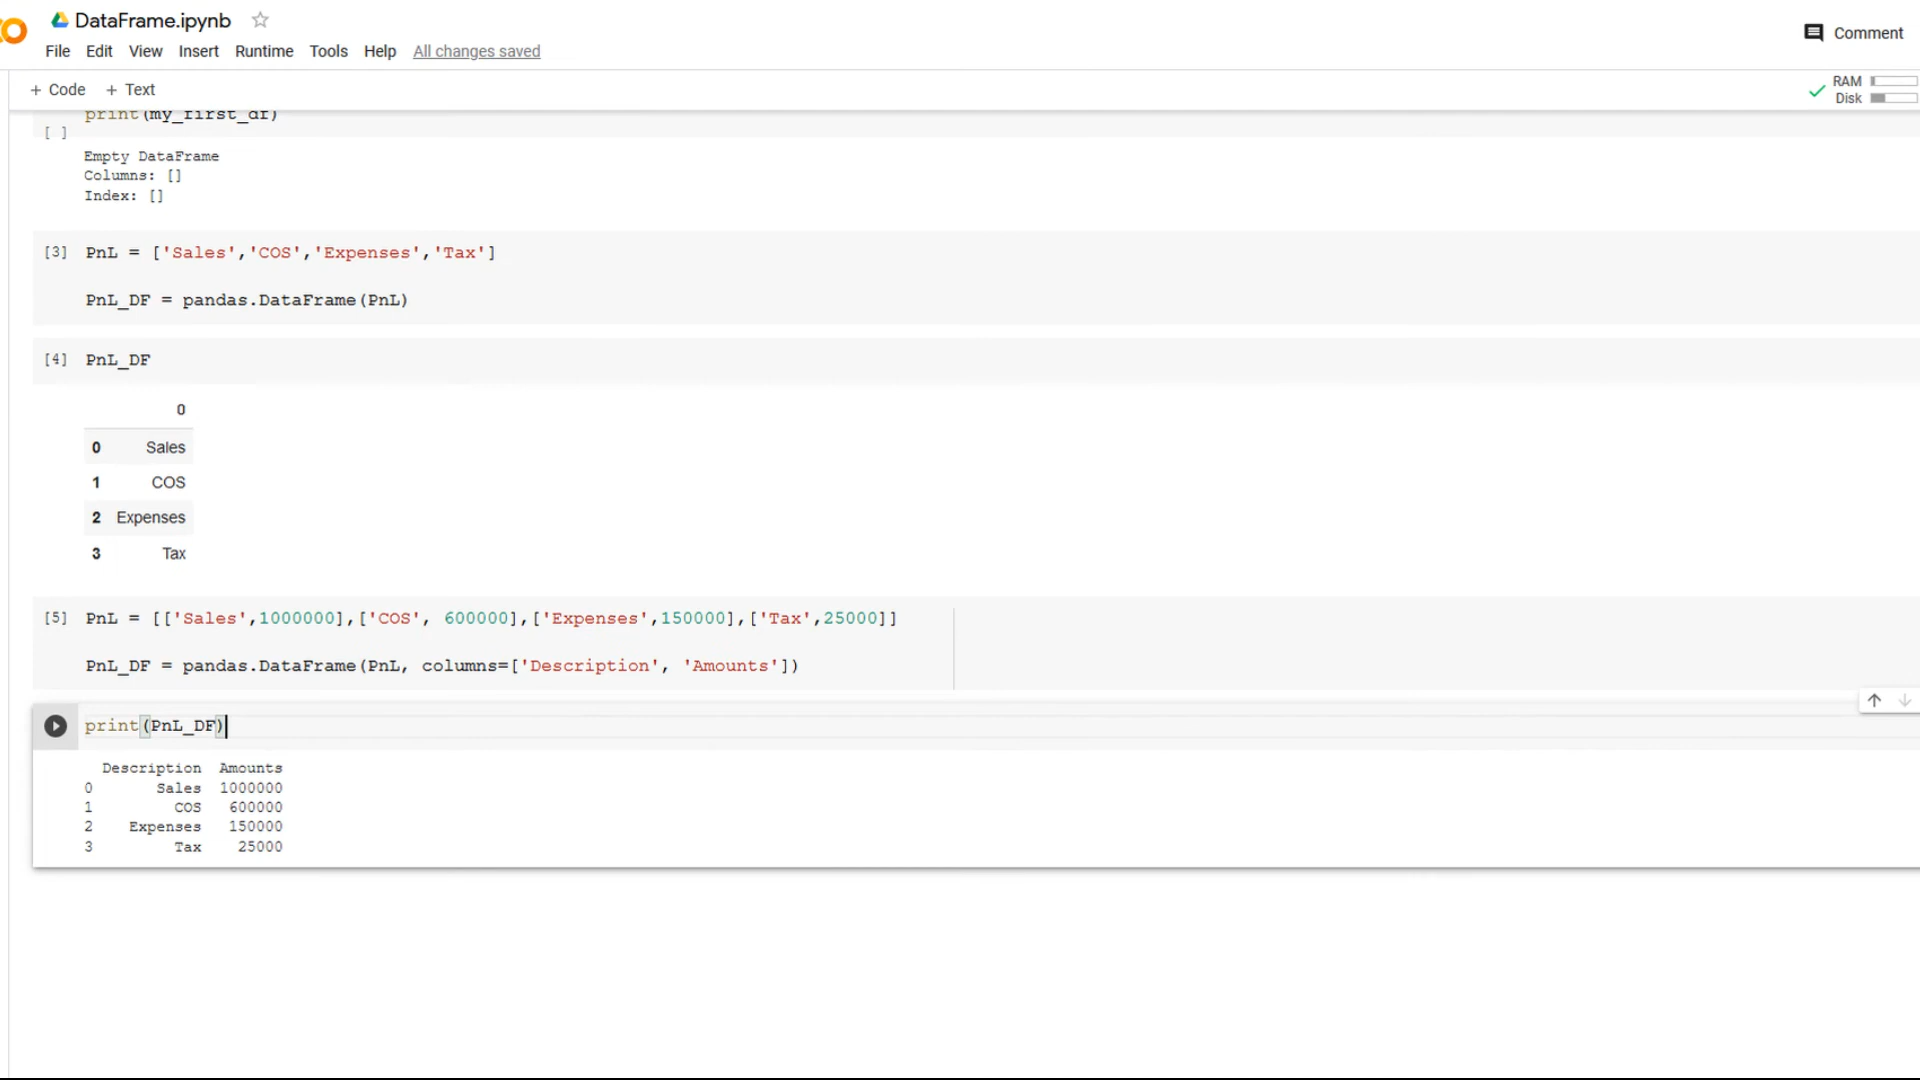 DataFrame.ipynb
File Edit View Insert Runtime Tools Help All changes saved
Comment
+ Code + Text
RAM
Disk
print(my_first_df)
[ ]
Empty DataFrame
Columns: []
Index: []
[3] PnL = ['Sales','COS','Expenses','Tax']
PnL_DF = pandas.DataFrame(PnL)
[4] PnL_DF
0
0 Sales
1 COS
2 Expenses
3 Tax
[5] PnL = [['Sales',1000000],['COS', 600000],['Expenses',150000],['Tax',25000]]
PnL_DF = pandas.DataFrame(PnL, columns=['Description', 'Amounts'])
print(PnL_DF)
Description Amounts
0 Sales 1000000
1 COS 600000
2 Expenses 150000
3 Tax 25000